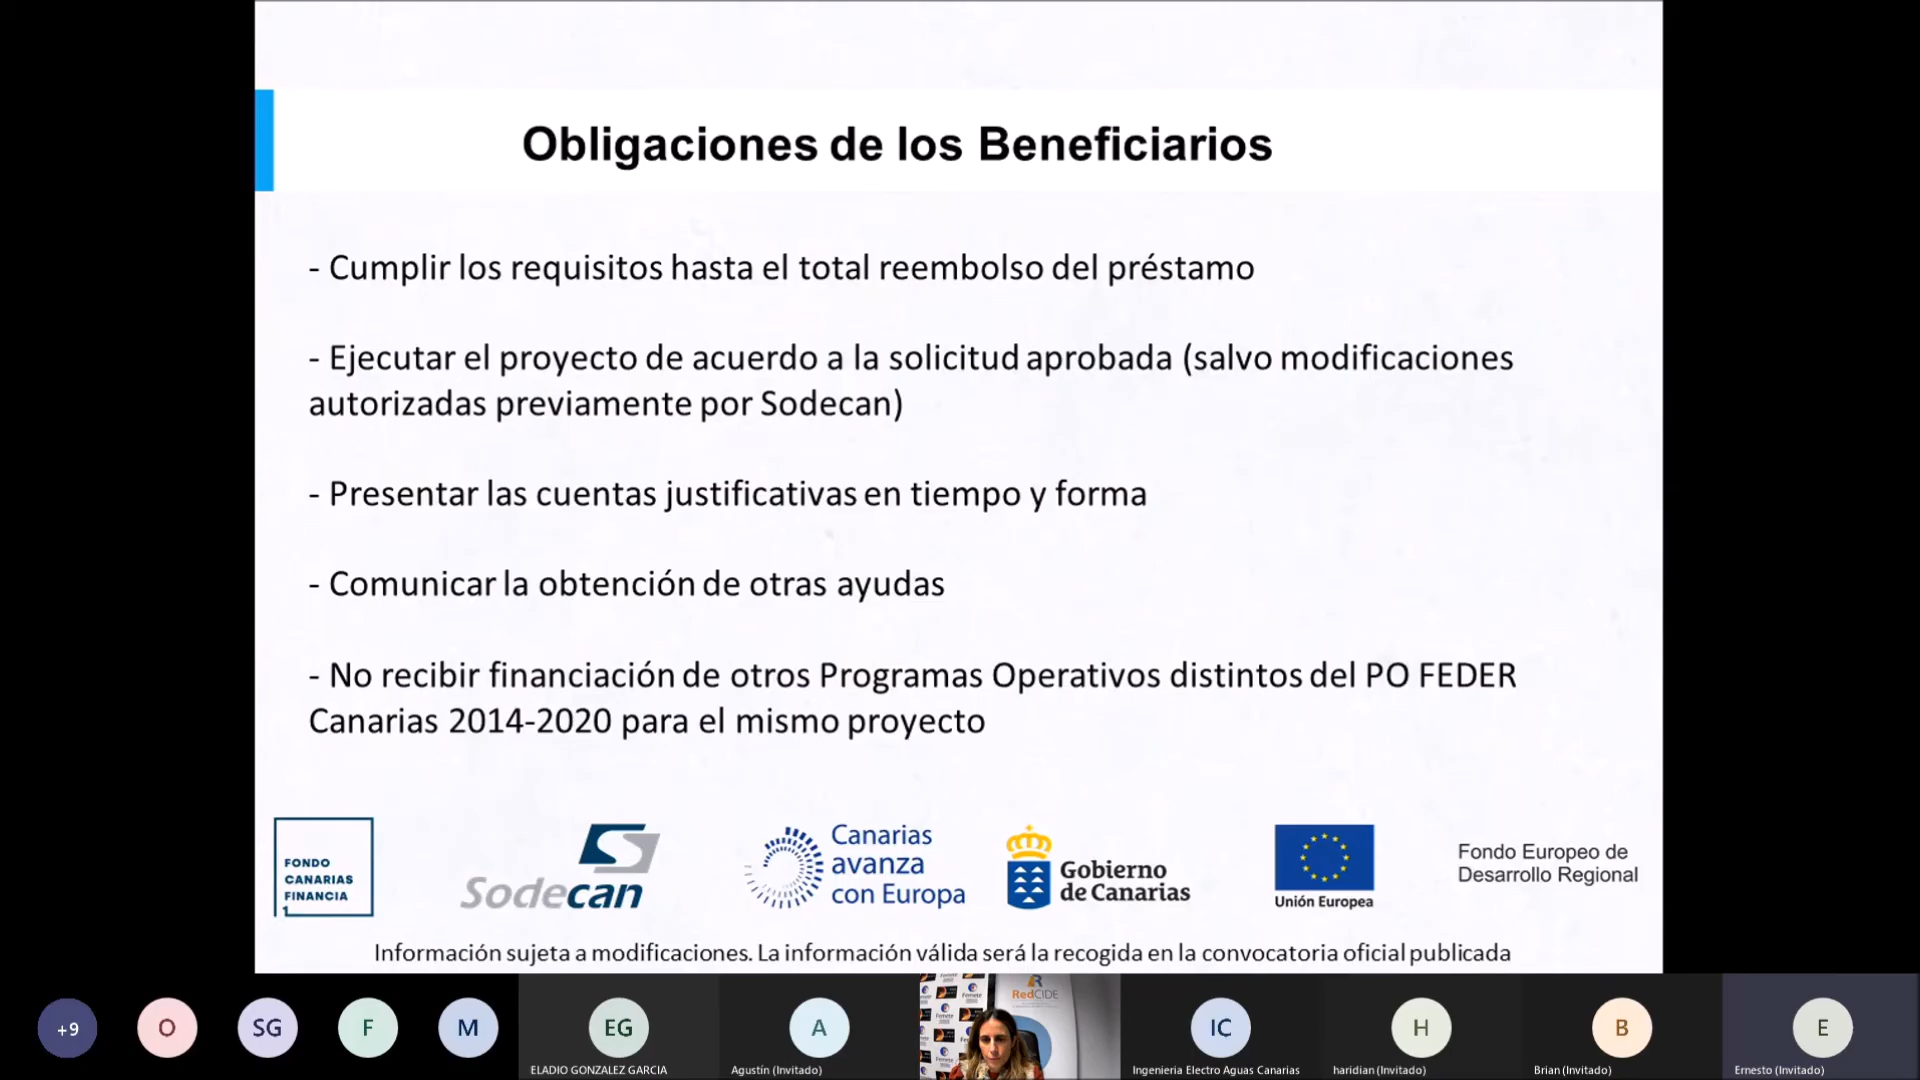 Obligaciones de los Beneficiarios
- Cumplir los requisitos hasta el total reembolso del préstamo
- Ejecutar el proyecto de acuerdo a la solicitud aprobada (salvo modificaciones
autorizadas previamente por Sodecan)
- Presentar las cuentas justificativas en tiempo y forma
- Comunicar la obtención de otras ayudas
- No recibir financiación de otros Programas Operativos distintos del PO FEDER
Canarias 2014-2020 para el mismo proyecto
FONDO
CANARIAS
FINANCIA
1
Sodecan
Canarias
avanza
con Europa
Gobierno
de Canarias
Unión Europea
Fondo Europeo de
Desarrollo Regional
Información sujeta a modificaciones. La información válida será la recogida en la convocatoria oficial publicada
+9
O
SG
F
M
EG
ELADIO GONZALEZ GARCIA
A
Agustín (Invitado)
RedCIDE
Femete
IC
Ingenieria Electro Aguas Canarias
H
haridian (Invitado)
B
Brian (Invitado)
E
Ernesto (Invitado)